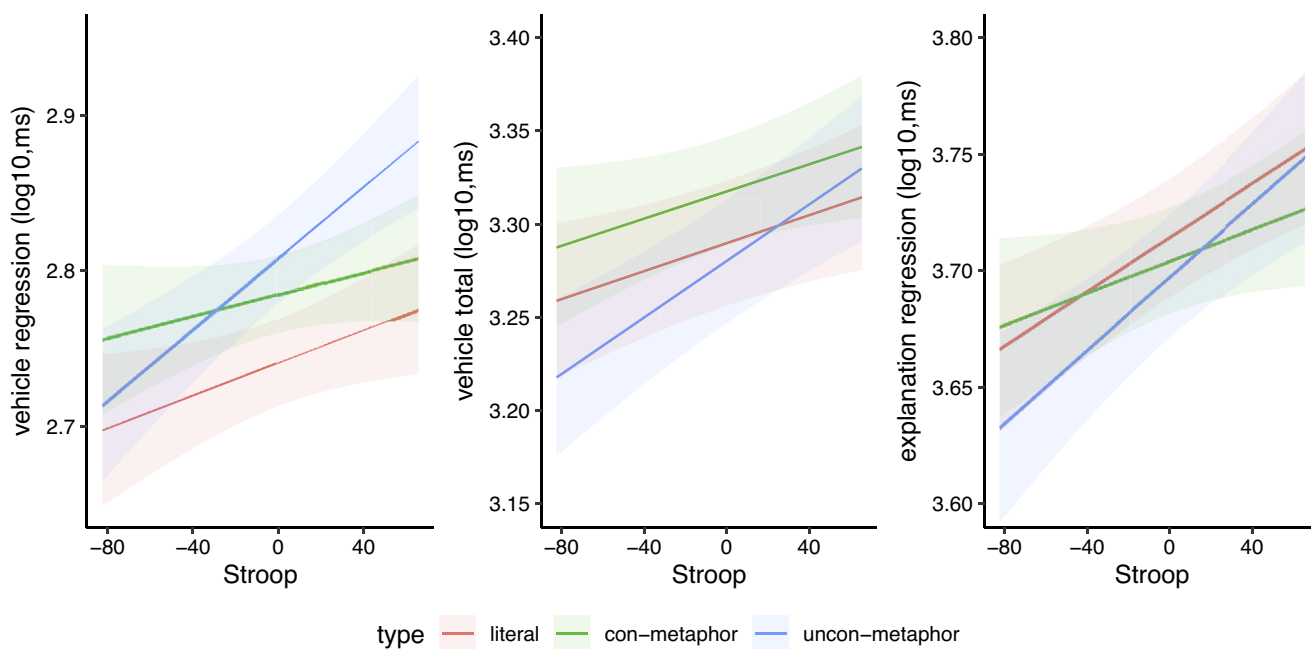 vehicle regression (log10,ms)
2.9
2.8
2.7
−80 −40 0 40
Stroop
vehicle total (log10,ms)
3.40
3.35
3.30
3.25
3.20
3.15
−80 −40 0 40
Stroop
explanation regression (log10,ms)
3.80
3.75
3.70
3.65
3.60
−80 −40 0 40
Stroop
type literal con−metaphor uncon−metaphor